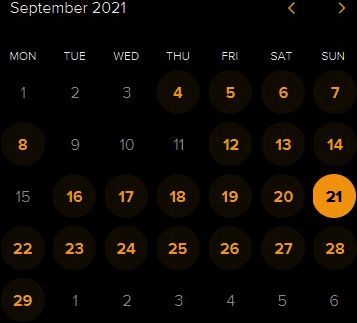 September 2021
MON TUE WED THU FRI SAT SUN
1 2 3 4 5 6 7
8 9 10 11 12 13 14
15 16 17 18 19 20 21
22 23 24 25 26 27 28
29 1 2 3 4 5 6